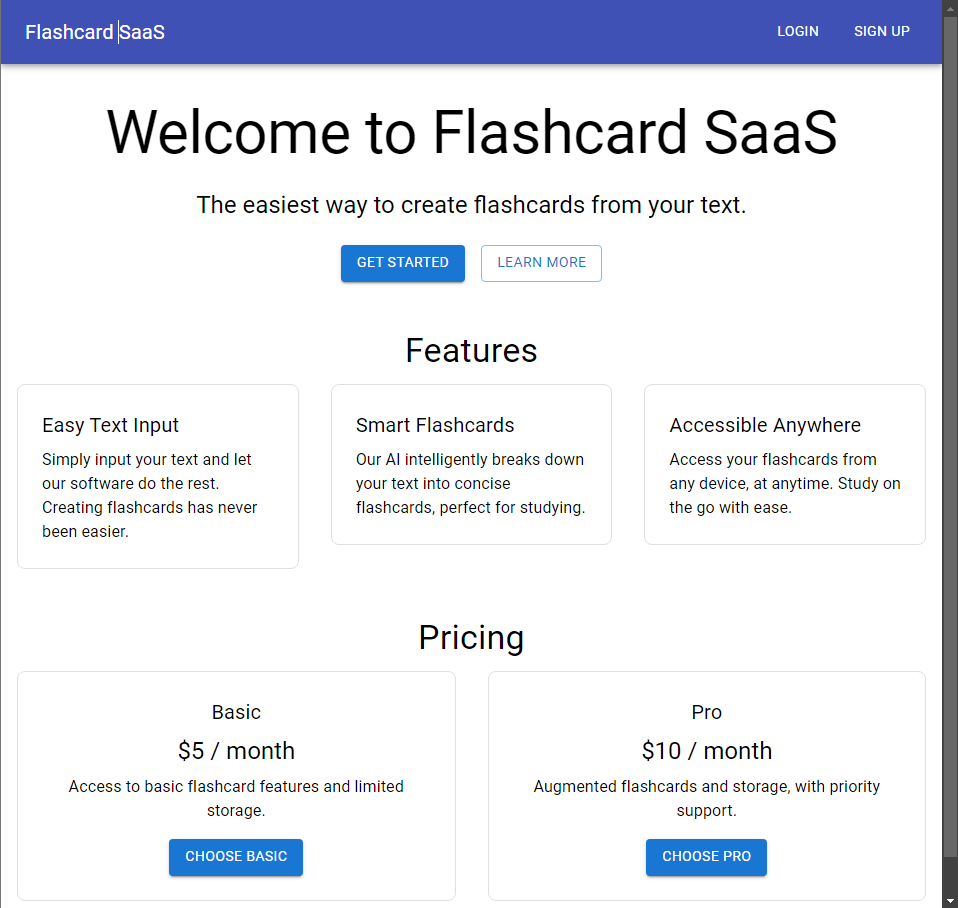 Flashcard SaaS
LOGIN
SIGN UP
Welcome to Flashcard SaaS
The easiest way to create flashcards from your text.
GET STARTED
LEARN MORE
Features
Easy Text Input
Simply input your text and let
our software do the rest.
Creating flashcards has never
been easier.
Smart Flashcards
Our AI intelligently breaks down
your text into concise
flashcards, perfect for studying.
Accessible Anywhere
Access your flashcards from
any device, at anytime. Study on
the go with ease.
Pricing
Basic
$5 / month
Access to basic flashcard features and limited
storage.
CHOOSE BASIC
Pro
$10 / month
Augmented flashcards and storage, with priority
support.
CHOOSE PRO